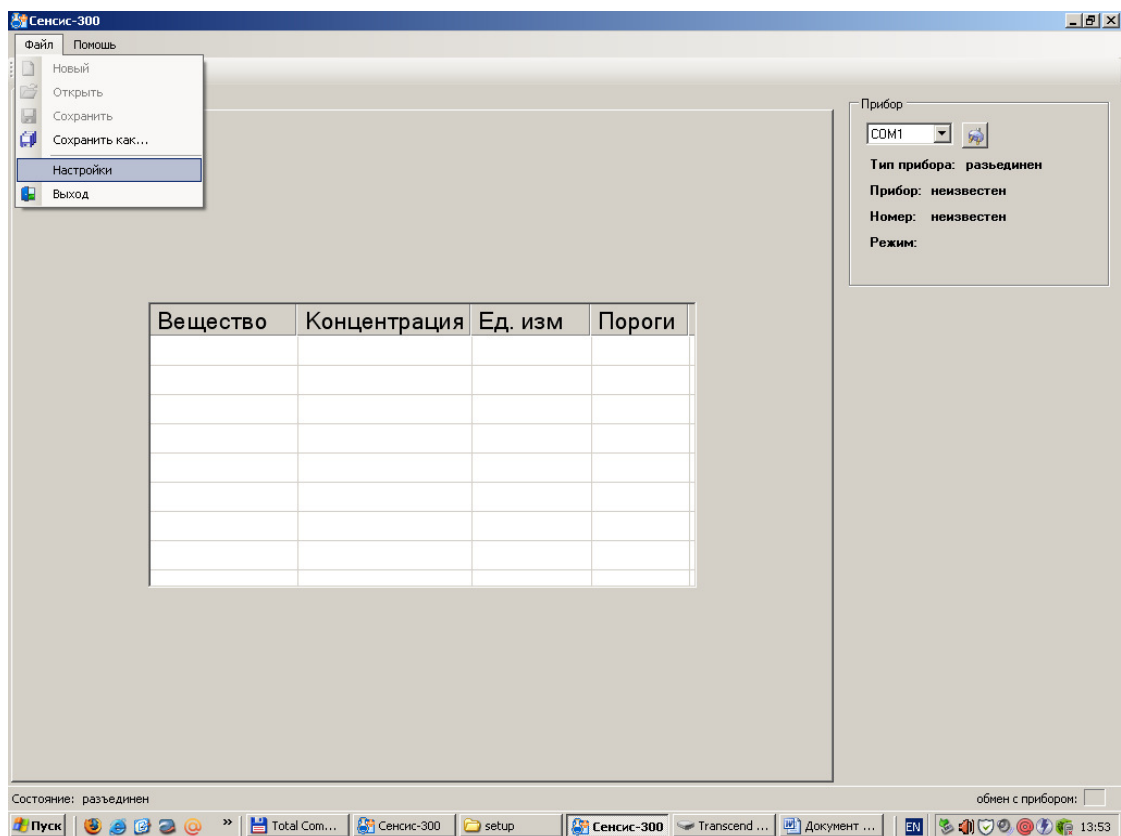 Сенсис-300
Файл Помошь
Новый
Открыть
Сохранить
Сохранить как...
Настройки
Выход
Прибор
COM1
Тип прибора: разьединен
Прибор: неизвестен
Номер: неизвестен
Режим:
Вещество Концентрация Ед. изм Пороги
Состояние: разъединен обмен с прибором:
Пуск » Total Com... Сенсис-300 setup Сенсис-300 Transcend ... Документ ... EN 13:53